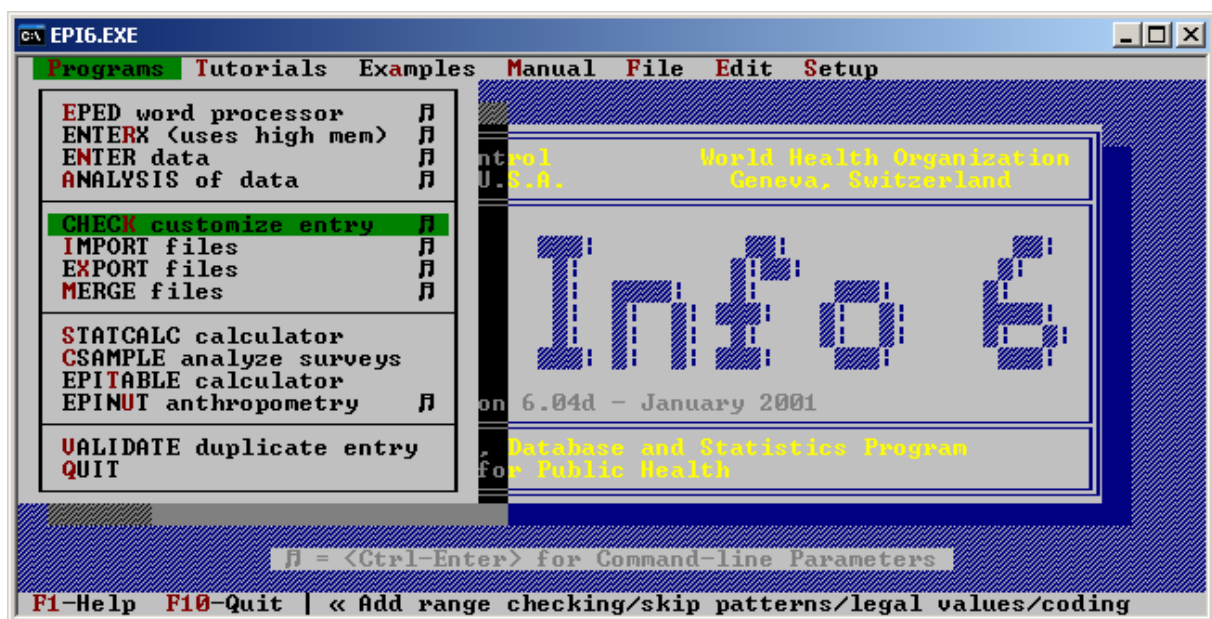 EPI6.EXE
Programs Tutorials Examples Manual File Edit Setup
EPED word processor ♬
ENTERX (uses high mem) ♬
ENTER data ♬
ANALYSIS of data ♬
CHECK customize entry ♬
IMPORT files ♬
EXPORT files ♬
MERGE files ♬
STATCALC calculator
CSAMPLE analyze surveys
EPITABLE calculator
EPINUT anthropometry ♬
VALIDATE duplicate entry
QUIT
ntrol World Health Organization
U.S.A. Geneva, Switzerland
Info 6
on 6.04d - January 2001
, Database and Statistics Program
for Public Health
♬ = <Ctrl-Enter> for Command-line Parameters
F1-Help F10-Quit | « Add range checking/skip patterns/legal values/coding